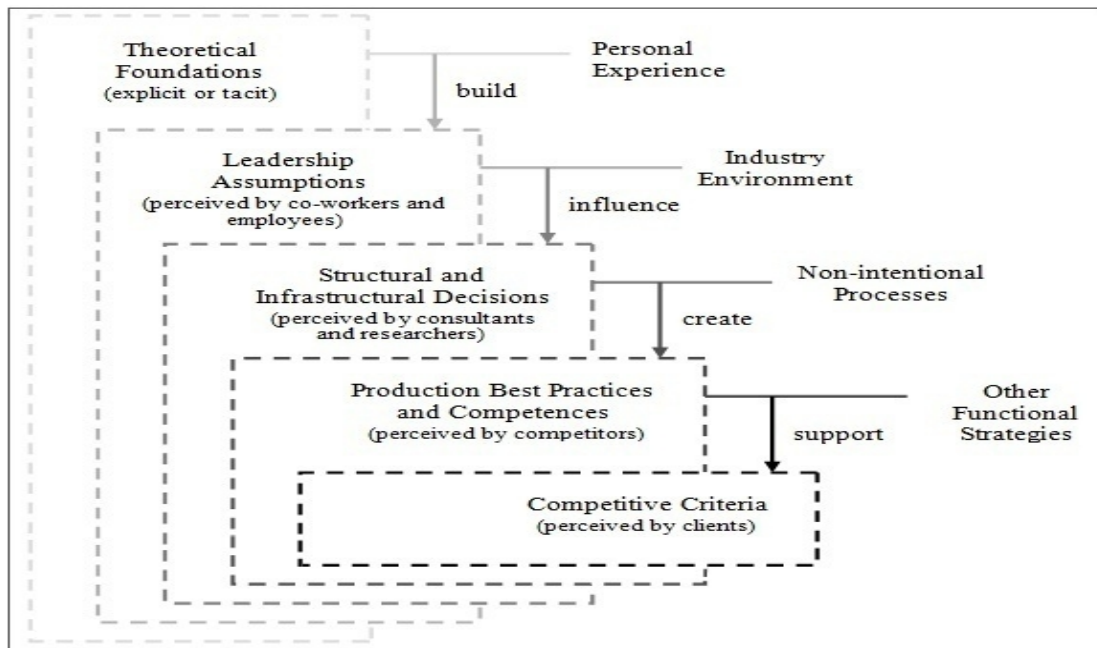 Theoretical
Foundations
(explicit or tacit)
Personal
Experience
build
Leadership
Assumptions
(perceived by co-workers and
employees)
Industry
Environment
influence
Structural and
Infrastructural Decisions
(perceived by consultants
and researchers)
Non-intentional
Processes
create
Production Best Practices
and Competences
(perceived by competitors)
Other
Functional
Strategies
support
Competitive Criteria
(perceived by clients)